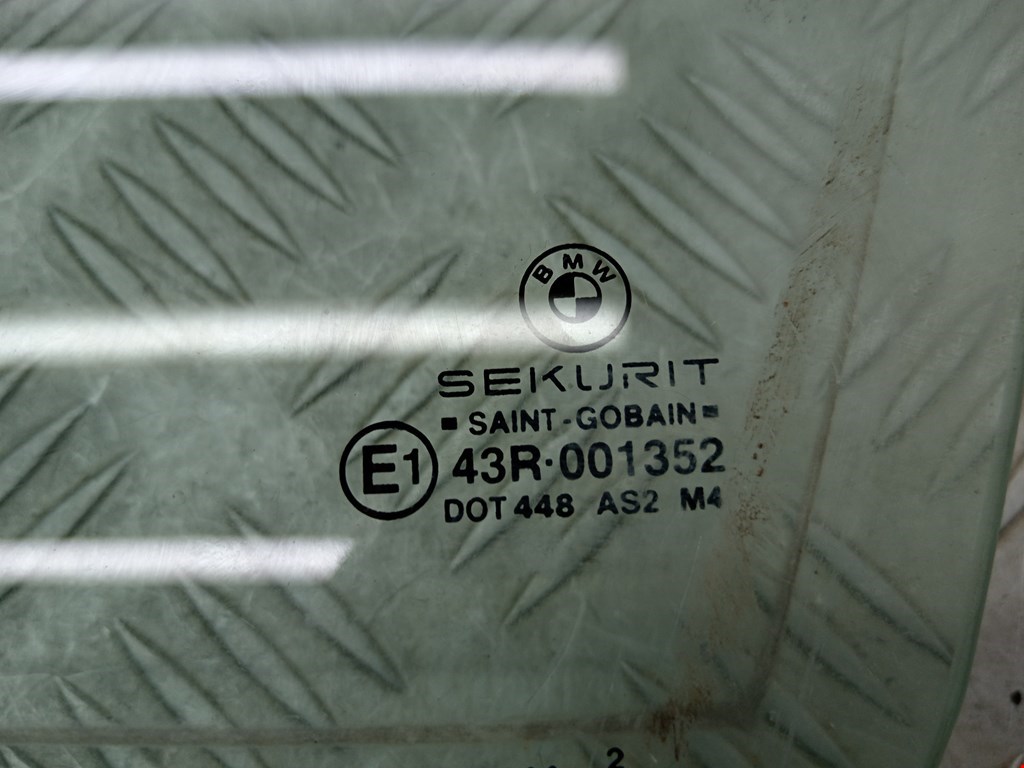 BMW
SEKURIT
SAINT-GOBAIN
E1 43R·001352
DOT 448 AS2 M4
2